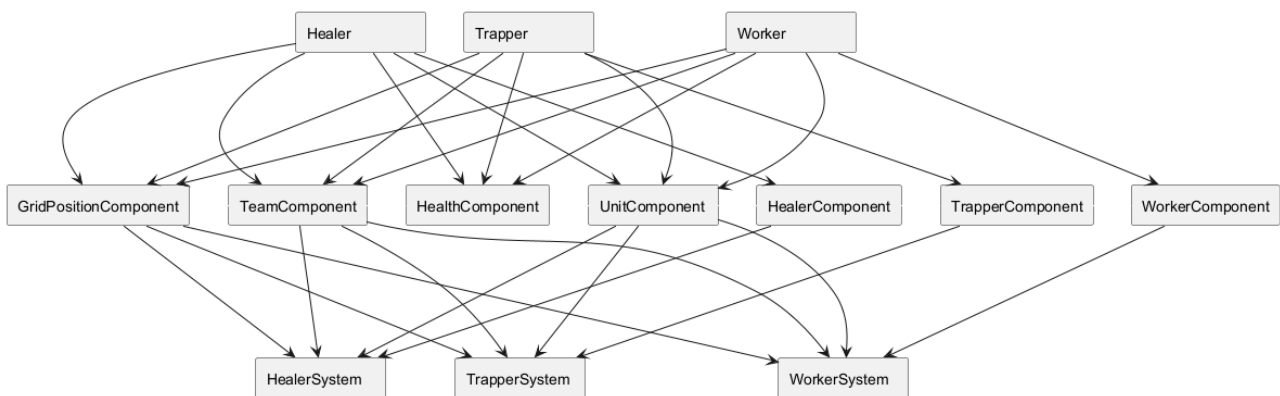 Healer
Trapper
Worker
GridPositionComponent
TeamComponent
HealthComponent
UnitComponent
HealerComponent
TrapperComponent
WorkerComponent
HealerSystem
TrapperSystem
WorkerSystem